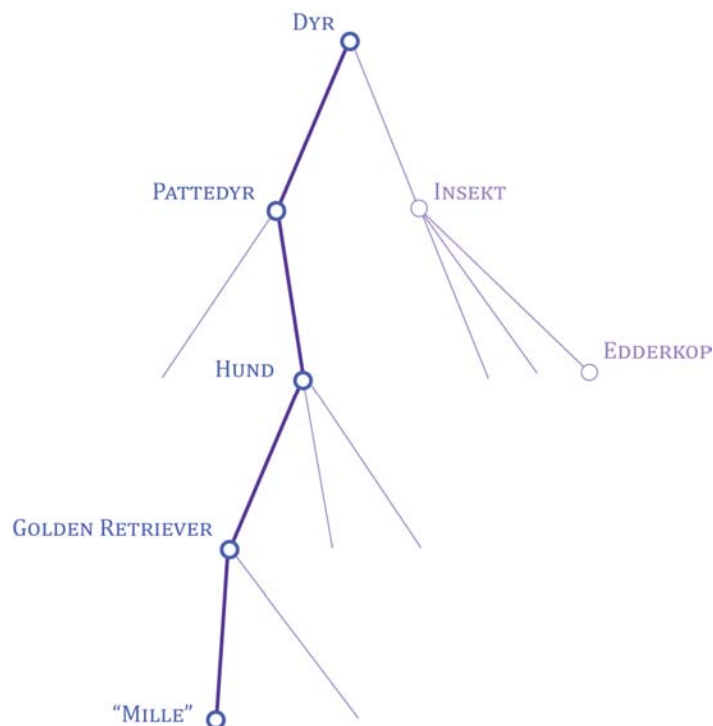 DYR
PATTEDYR
INSEKT
EDDERKOP
HUND
GOLDEN RETRIEVER
“MILLE”